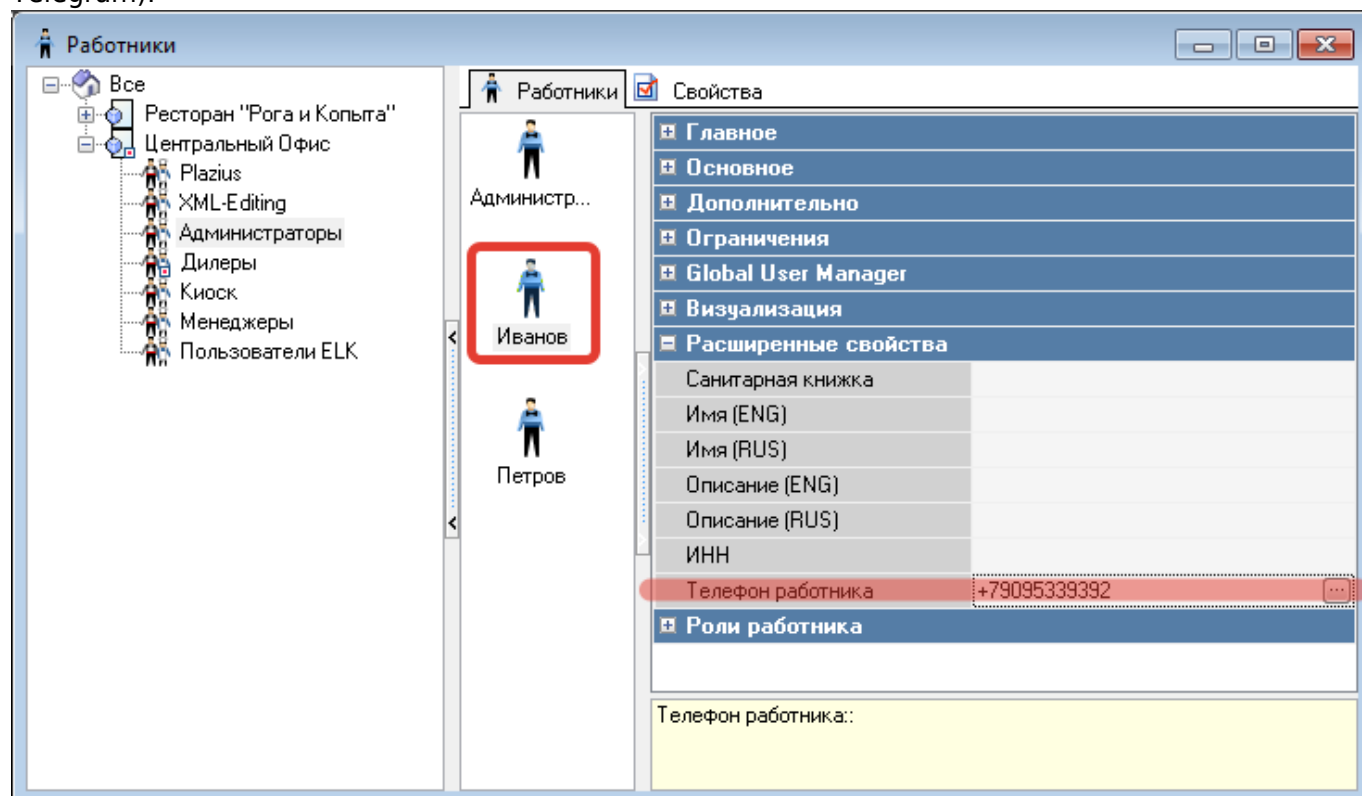 Telegram).
Работники
Все
Ресторан "Рога и Копыта"
Центральный Офис
Plazius
XML-Editing
Администраторы
Дилеры
Киоск
Менеджеры
Пользователи ELK
Работники
Свойства
Администр...
Иванов
Петров
Главное
Основное
Дополнительно
Ограничения
Global User Manager
Визуализация
Расширенные свойства
Санитарная книжка
Имя (ENG)
Имя (RUS)
Описание (ENG)
Описание (RUS)
ИНН
Телефон работника +79095339392 ...
Роли работника
Телефон работника::